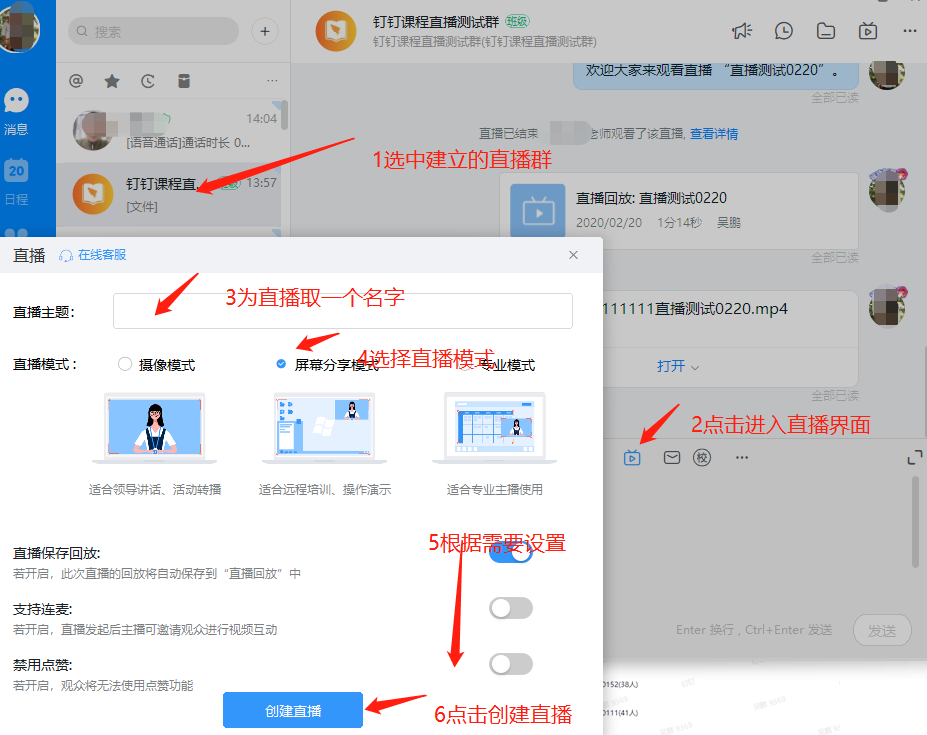 搜索
钉钉课程直播测试群 班级
钉钉课程直播测试群(钉钉课程直播测试群)
消息
20
日程
14:04
[语音通话]通话时长 0...
钉钉课程直... 13:57
[文件]
欢迎大家来观看直播 “直播测试0220”。
全部已读
直播已结束
老师观看了该直播, 查看详情
1选中建立的直播群
直播回放: 直播测试0220
2020/02/20 1分14秒 吴鹏
全部已读
111111直播测试0220.mp4
打开
全部已读
2点击进入直播界面
校
Enter 换行 , Ctrl+Enter 发送
发送
直播 在线客服
直播主题:
3为直播取一个名字
直播模式:
摄像模式
屏幕分享模式
专业模式
4选择直播模式
适合领导讲话、活动转播
适合远程培训、操作演示
适合专业主播使用
5根据需要设置
直播保存回放:
若开启，此次直播的回放将自动保存到“直播回放”中
支持连麦:
若开启，直播发起后主播可邀请观众进行视频互动
禁用点赞:
若开启，观众将无法使用点赞功能
创建直播
6点击创建直播
0152(38人)
0111(41人)